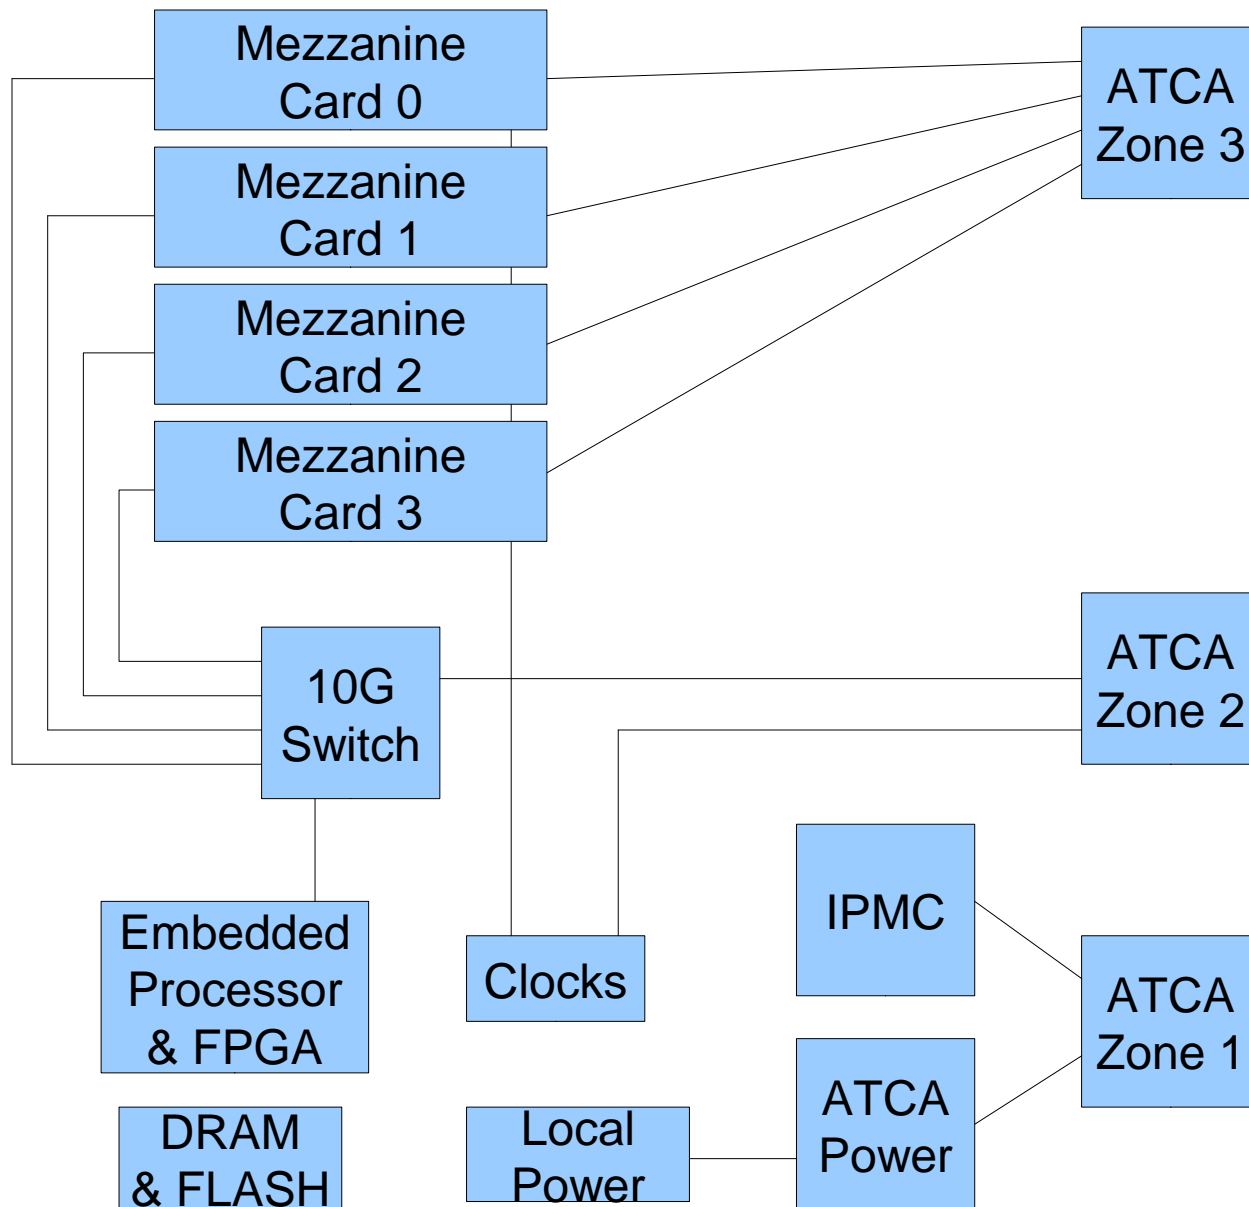 Mezzanine
Card 0
ATCA
Zone 3
Mezzanine
Card 1
Mezzanine
Card 2
Mezzanine
Card 3
10G
Switch
ATCA
Zone 2
IPMC
Embedded
Processor
& FPGA
Clocks
ATCA
Zone 1
DRAM
& FLASH
Local
Power
ATCA
Power